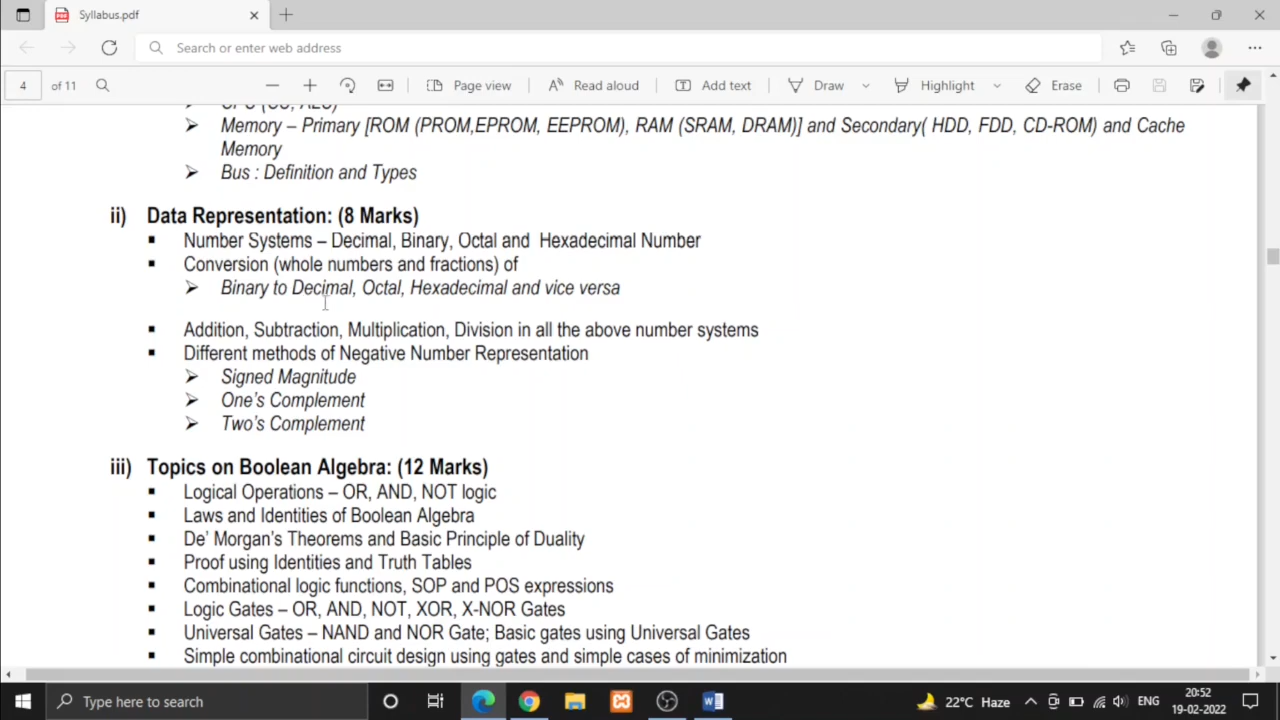 Syllabus.pdf
Search or enter web address
4 of 11
Page view
Read aloud
Add text
Draw
Highlight
Erase
Memory – Primary [ROM (PROM,EPROM, EEPROM), RAM (SRAM, DRAM)] and Secondary( HDD, FDD, CD-ROM) and Cache
Memory
Bus : Definition and Types
ii) Data Representation: (8 Marks)
Number Systems – Decimal, Binary, Octal and Hexadecimal Number
Conversion (whole numbers and fractions) of
Binary to Decimal, Octal, Hexadecimal and vice versa
Addition, Subtraction, Multiplication, Division in all the above number systems
Different methods of Negative Number Representation
Signed Magnitude
One's Complement
Two's Complement
iii) Topics on Boolean Algebra: (12 Marks)
Logical Operations – OR, AND, NOT logic
Laws and Identities of Boolean Algebra
De' Morgan's Theorems and Basic Principle of Duality
Proof using Identities and Truth Tables
Combinational logic functions, SOP and POS expressions
Logic Gates – OR, AND, NOT, XOR, X-NOR Gates
Universal Gates – NAND and NOR Gate; Basic gates using Universal Gates
Simple combinational circuit design using gates and simple cases of minimization
Type here to search
22°C Haze
ENG
20:52
19-02-2022